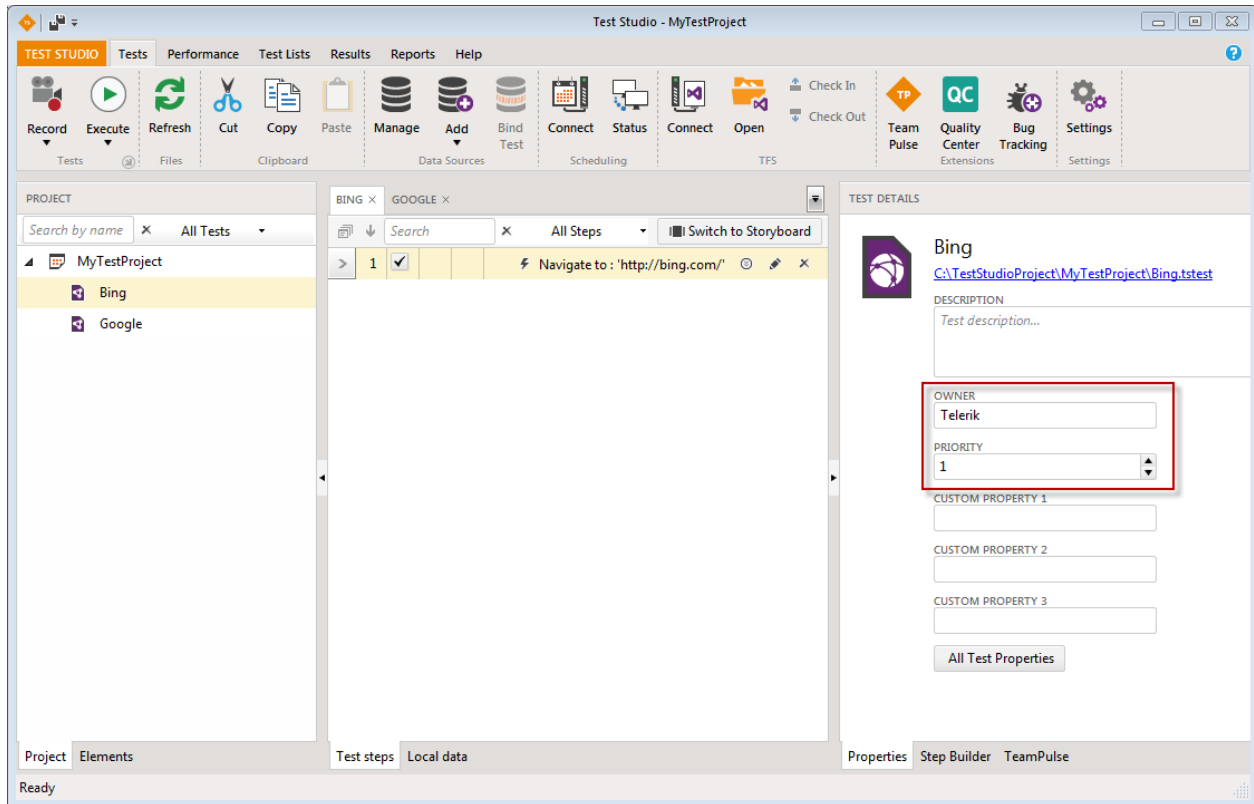 Test Studio - MyTestProject
TEST STUDIO Tests Performance Test Lists Results Reports Help
Record Execute Refresh Cut Copy Paste Manage Add Bind Test Connect Status Connect Open Check In Check Out Team Pulse Quality Center Bug Tracking Settings
Tests Files Clipboard Data Sources Scheduling TFS Extensions Settings
PROJECT
Search by name All Tests
MyTestProject
Bing
Google
Project Elements
BING GOOGLE
Search All Steps Switch to Storyboard
1 Navigate to : 'http://bing.com/'
Test steps Local data
TEST DETAILS
Bing
C:\TestStudioProject\MyTestProject\Bing.tstest
DESCRIPTION
Test description...
OWNER
Telerik
PRIORITY
1
CUSTOM PROPERTY 1
CUSTOM PROPERTY 2
CUSTOM PROPERTY 3
All Test Properties
Properties Step Builder TeamPulse
Ready